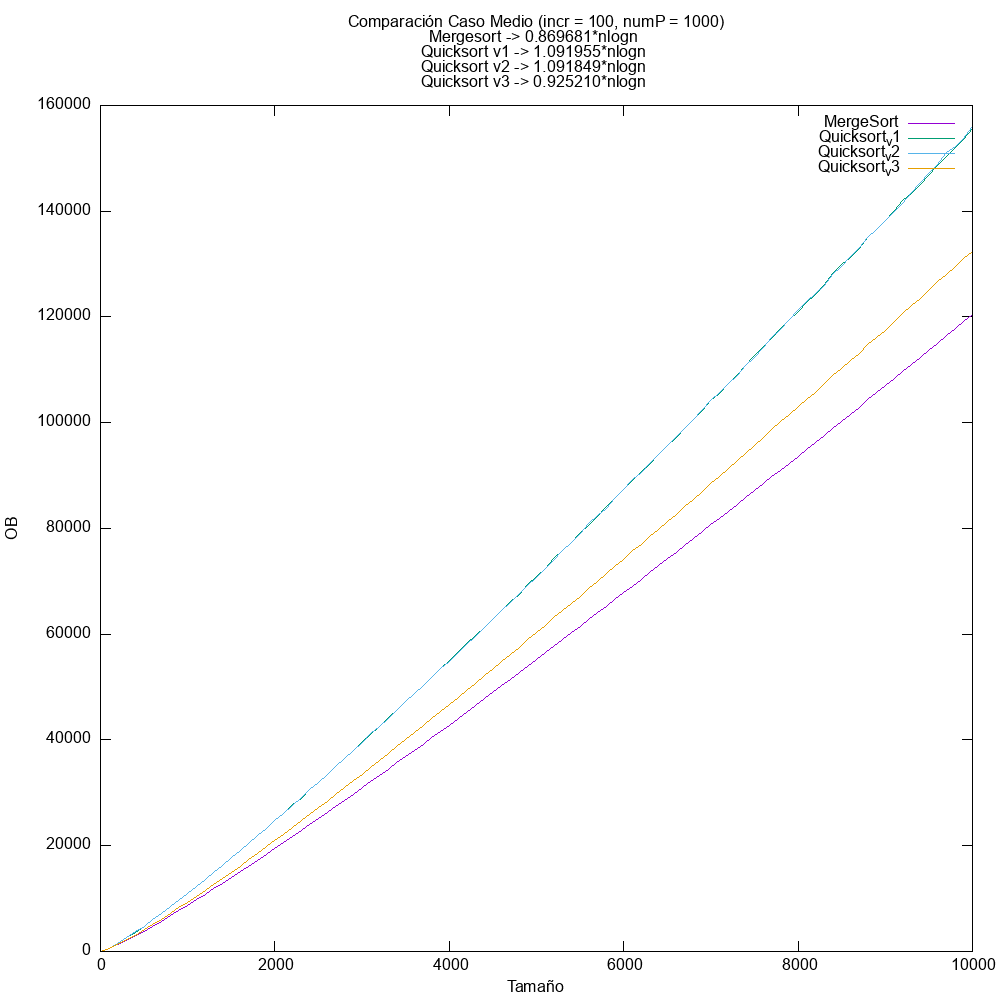 Comparación Caso Medio (incr = 100, numP = 1000)
Mergesort -> 0.869681*nlogn
Quicksort v1 -> 1.091955*nlogn
Quicksort v2 -> 1.091849*nlogn
Quicksort v3 -> 0.925210*nlogn
160000
140000
120000
100000
80000
60000
40000
20000
0
OB
MergeSort
Quicksortv1
Quicksortv2
Quicksortv3
0
2000
4000
6000
8000
10000
Tamaño